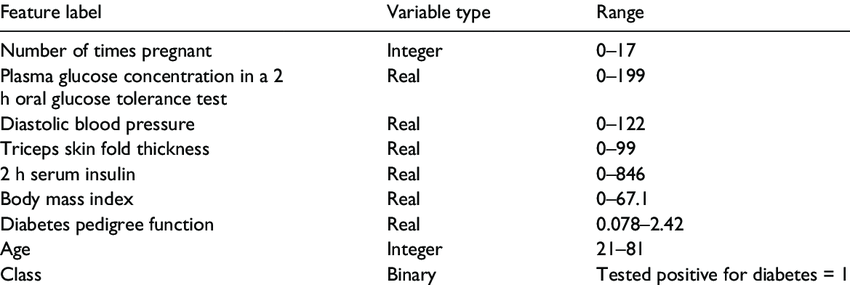 Feature label Variable type Range
Number of times pregnant Integer 0–17
Plasma glucose concentration in a 2 Real 0–199
h oral glucose tolerance test
Diastolic blood pressure Real 0–122
Triceps skin fold thickness Real 0–99
2 h serum insulin Real 0–846
Body mass index Real 0–67.1
Diabetes pedigree function Real 0.078–2.42
Age Integer 21–81
Class Binary Tested positive for diabetes = 1